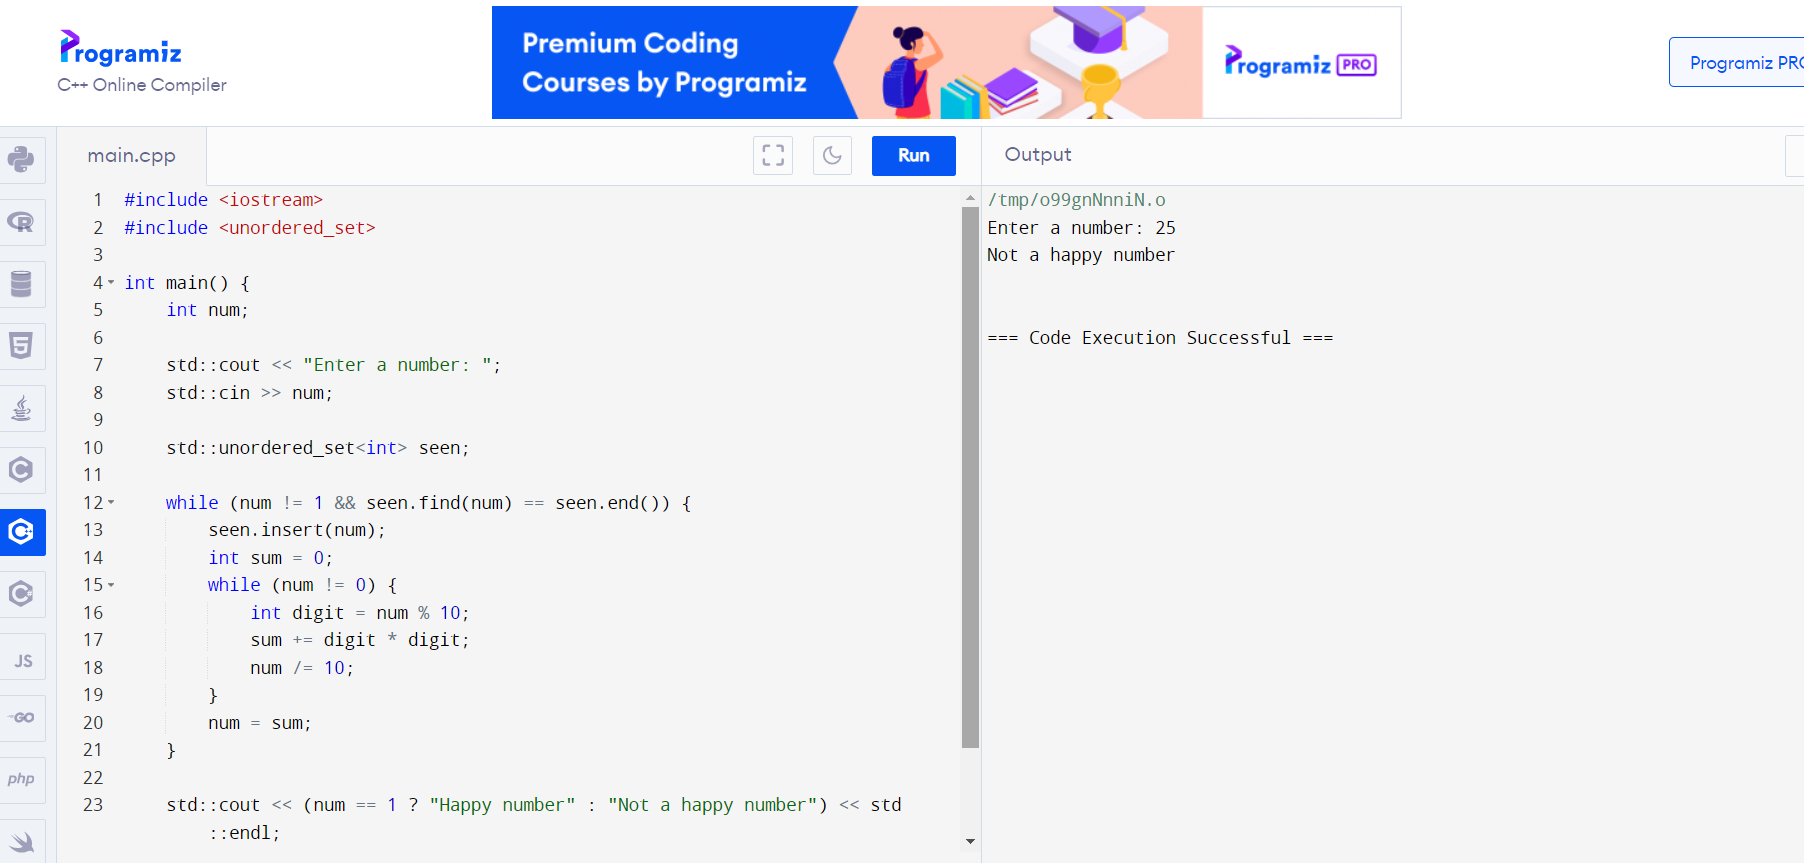 Programiz
C++ Online Compiler
Premium Coding
Courses by Programiz
Programiz PRO
Programiz PRO
main.cpp
Run
Output
1 #include <iostream>
2 #include <unordered_set>
3
4 int main() {
5     int num;
6
7     std::cout << "Enter a number: ";
8     std::cin >> num;
9
10     std::unordered_set<int> seen;
11
12     while (num != 1 && seen.find(num) == seen.end()) {
13         seen.insert(num);
14         int sum = 0;
15         while (num != 0) {
16             int digit = num % 10;
17             sum += digit * digit;
18             num /= 10;
19         }
20         num = sum;
21     }
22
23     std::cout << (num == 1 ? "Happy number" : "Not a happy number") << std
::endl;
/tmp/o99gnNnniN.o
Enter a number: 25
Not a happy number
=== Code Execution Successful ===
R
5
C
C++
C#
JS
GO
php